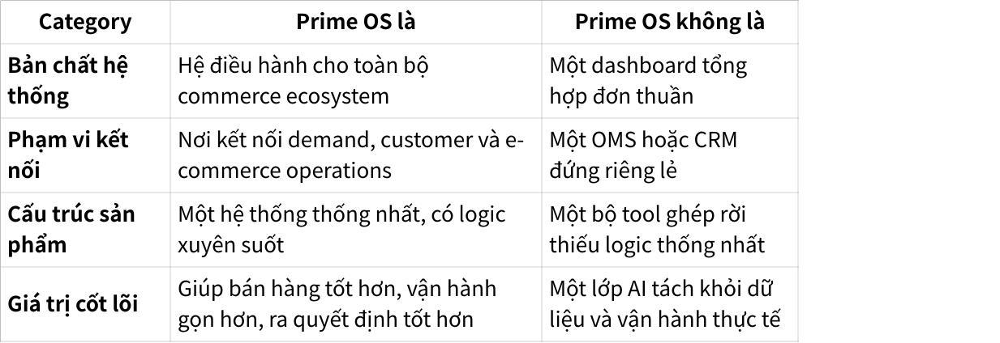 Category
Prime OS là
Prime OS không là
Bản chất hệ
thống
Hệ điều hành cho toàn bộ
commerce ecosystem
Một dashboard tổng
hợp đơn thuần
Phạm vi kết
nối
Nơi kết nối demand, customer và e-
commerce operations
Một OMS hoặc CRM
đứng riêng lẻ
Cấu trúc sản
phẩm
Một hệ thống thống nhất, có logic
xuyên suốt
Một bộ tool ghép rời
thiếu logic thống nhất
Giá trị cốt lõi
Giúp bán hàng tốt hơn, vận hành
gọn hơn, ra quyết định tốt hơn
Một lớp AI tách khỏi dữ
liệu và vận hành thực tế